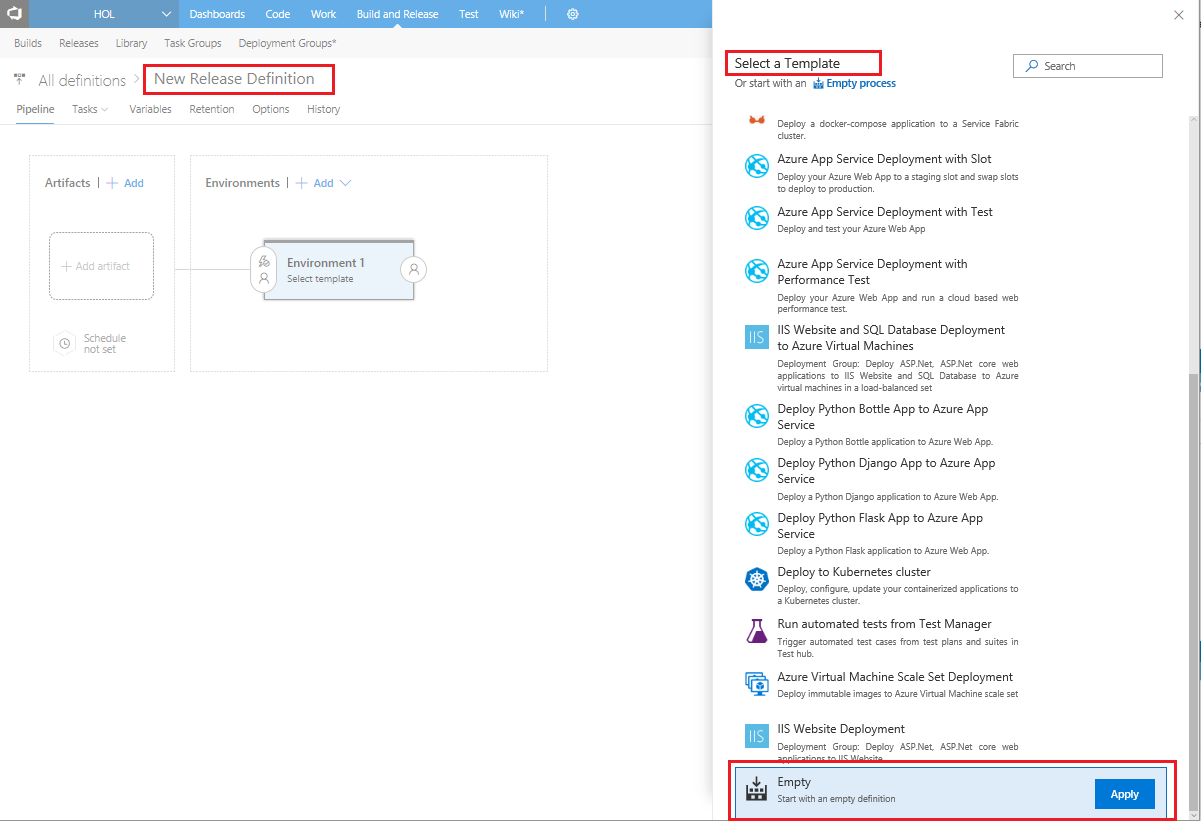 HOL
Dashboards Code Work Build and Release Test Wiki*
Builds Releases Library Task Groups Deployment Groups*
All definitions > New Release Definition
Pipeline Tasks Variables Retention Options History
Artifacts | + Add
Environments | + Add
+ Add artifact
Environment 1
Select template
Schedule
not set
Select a Template
Or start with an Empty process
Search
Deploy a docker-compose application to a Service Fabric
cluster.
Azure App Service Deployment with Slot
Deploy your Azure Web App to a staging slot and swap slots
to deploy to production.
Azure App Service Deployment with Test
Deploy and test your Azure Web App
Azure App Service Deployment with
Performance Test
Deploy your Azure Web App and run a cloud based web
performance test.
IIS
IIS Website and SQL Database Deployment
to Azure Virtual Machines
Deployment Group: Deploy ASP.Net, ASP.Net core web
applications to IIS Website and SQL Database to Azure
virtual machines in a load-balanced set
Deploy Python Bottle App to Azure App
Service
Deploy a Python Bottle application to Azure Web App.
Deploy Python Django App to Azure App
Service
Deploy a Python Django application to Azure Web App.
Deploy Python Flask App to Azure App
Service
Deploy a Python Flask application to Azure Web App.
Deploy to Kubernetes cluster
Deploy, configure, update your containerized applications to
a Kubernetes cluster.
Run automated tests from Test Manager
Trigger automated test cases from test plans and suites in
Test hub.
Azure Virtual Machine Scale Set Deployment
Deploy immutable images to Azure Virtual Machine scale set
IIS
IIS Website Deployment
Deployment Group: Deploy ASP.Net, ASP.Net core web
applications to IIS Website.
Empty
Start with an empty definition
Apply